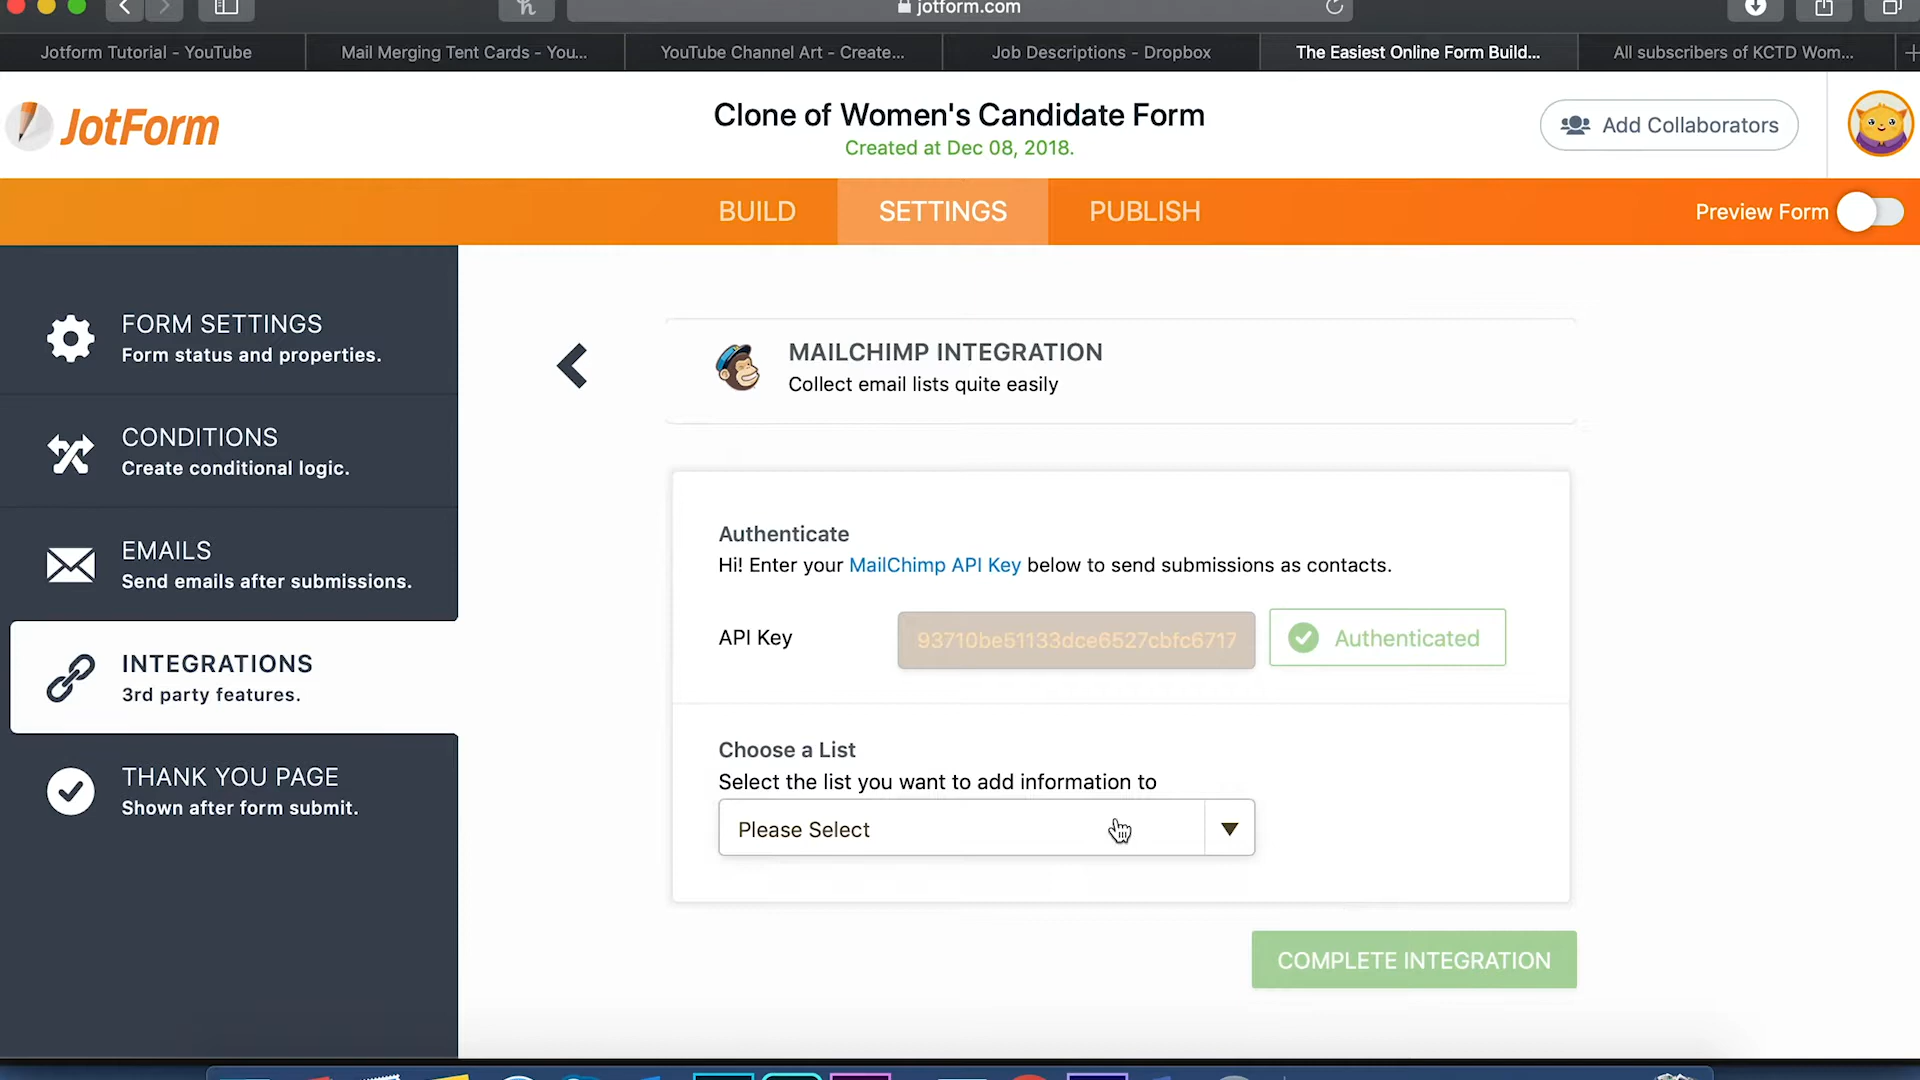 jotform.com
Jotform Tutorial - YouTube
Mail Merging Tent Cards - You...
YouTube Channel Art - Create...
Job Descriptions - Dropbox
The Easiest Online Form Build...
All subscribers of KCTD Wom...
JotForm
Clone of Women's Candidate Form
Created at Dec 08, 2018.
Add Collaborators
BUILD
SETTINGS
PUBLISH
Preview Form
FORM SETTINGS
Form status and properties.
CONDITIONS
Create conditional logic.
EMAILS
Send emails after submissions.
INTEGRATIONS
3rd party features.
THANK YOU PAGE
Shown after form submit.
MAILCHIMP INTEGRATION
Collect email lists quite easily
Authenticate
Hi! Enter your MailChimp API Key below to send submissions as contacts.
API Key
93710be51133dce6527cbfc6717
Authenticated
Choose a List
Select the list you want to add information to
Please Select
COMPLETE INTEGRATION